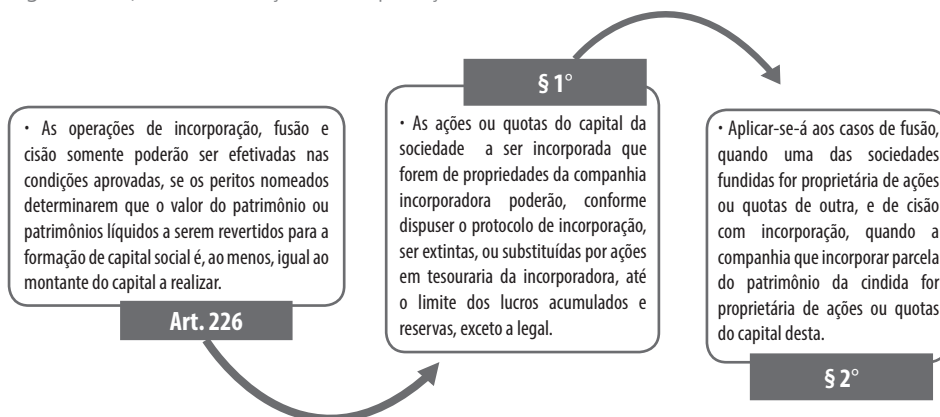 · As operações de incorporação, fusão e
cisão somente poderão ser efetivadas nas
condições aprovadas, se os peritos nomeados
determinarem que o valor do patrimônio ou
patrimônios líquidos a serem revertidos para a
formação de capital social é, ao menos, igual ao
montante do capital a realizar.
Art. 226
§ 1°
· As ações ou quotas do capital da
sociedade a ser incorporada que
forem de propriedades da companhia
incorporadora poderão, conforme
dispuser o protocolo de incorporação,
ser extintas, ou substituídas por ações
em tesouraria da incorporadora, até
o limite dos lucros acumulados e
reservas, exceto a legal.
· Aplicar-se-á aos casos de fusão,
quando uma das sociedades
fundidas for proprietária de ações
ou quotas de outra, e de cisão
com incorporação, quando a
companhia que incorporar parcela
do patrimônio da cindida for
proprietária de ações ou quotas
do capital desta.
§ 2°